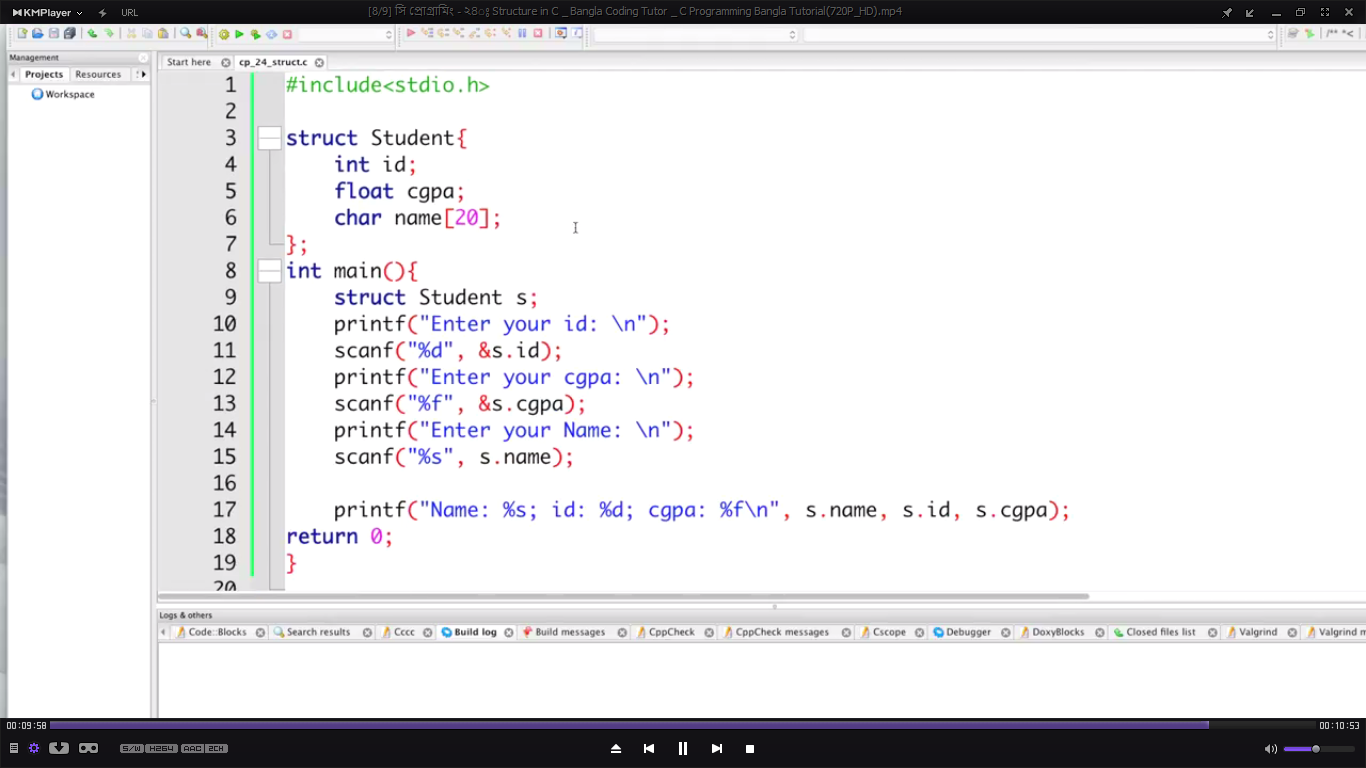 KMPlayer URL [8/9] সি প্রোগ্রামিং - ২৪ঃ Structure in C _ Bangla Coding Tutor _ C Programming Bangla Tutorial(720P_HD).mp4
Management
Start here cp_24_struct.c
Projects Resources
Workspace
1 #include<stdio.h>
2
3 struct Student{
4 int id;
5 float cgpa;
6 char name[20];
7 };
8 int main(){
9 struct Student s;
10 printf("Enter your id: \n");
11 scanf("%d", &s.id);
12 printf("Enter your cgpa: \n");
13 scanf("%f", &s.cgpa);
14 printf("Enter your Name: \n");
15 scanf("%s", s.name);
16
17 printf("Name: %s; id: %d; cgpa: %f\n", s.name, s.id, s.cgpa);
18 return 0;
19 }
20
Logs & others
Code::Blocks Search results Cccc Build log Build messages CppCheck CppCheck messages Cscope Debugger DoxyBlocks Closed files list Valgrind Valgrind m
00:09:58 00:10:53
S/W H264 AAC 2CH